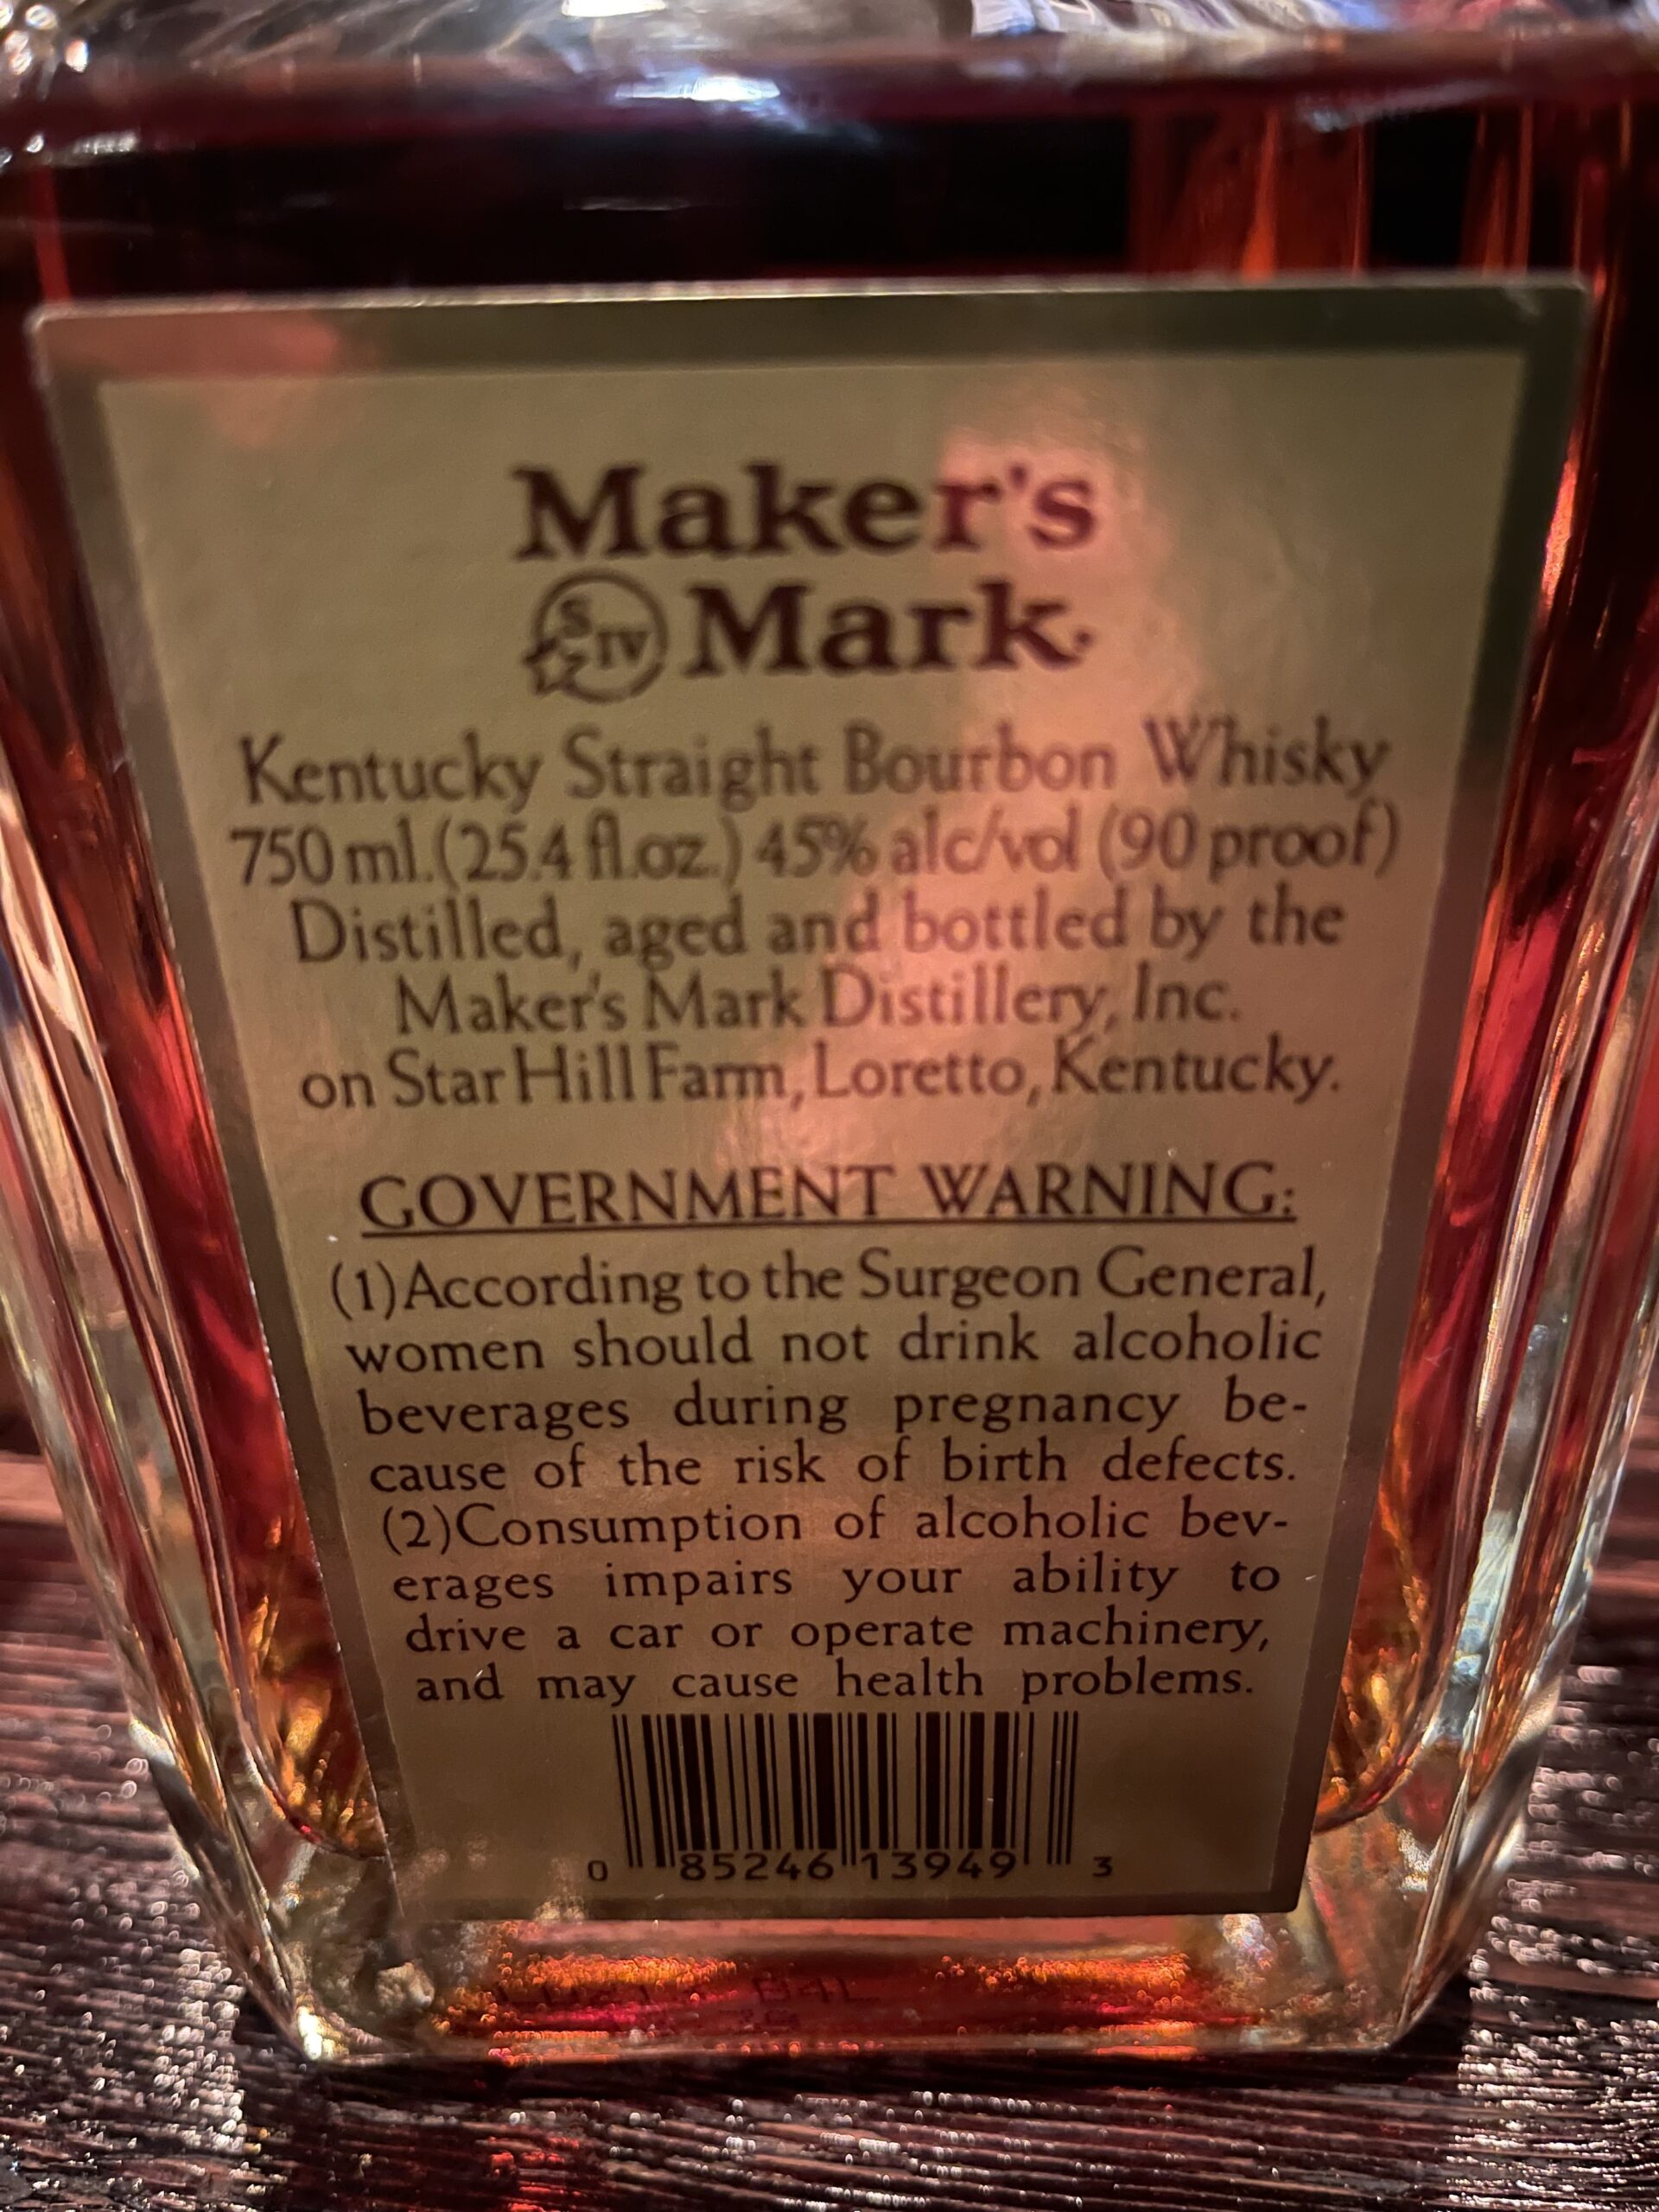 Maker's
S IV Mark.
Kentucky Straight Bourbon Whisky
750 ml. (25.4 fl.oz.) 45% alc/vol (90 proof)
Distilled, aged and bottled by the
Maker's Mark Distillery, Inc.
on Star Hill Farm, Loretto, Kentucky.
GOVERNMENT WARNING:
(1)According to the Surgeon General,
women should not drink alcoholic
beverages during pregnancy be-
cause of the risk of birth defects.
(2)Consumption of alcoholic bev-
erages impairs your ability to
drive a car or operate machinery,
and may cause health problems.
0 85246 13949 3